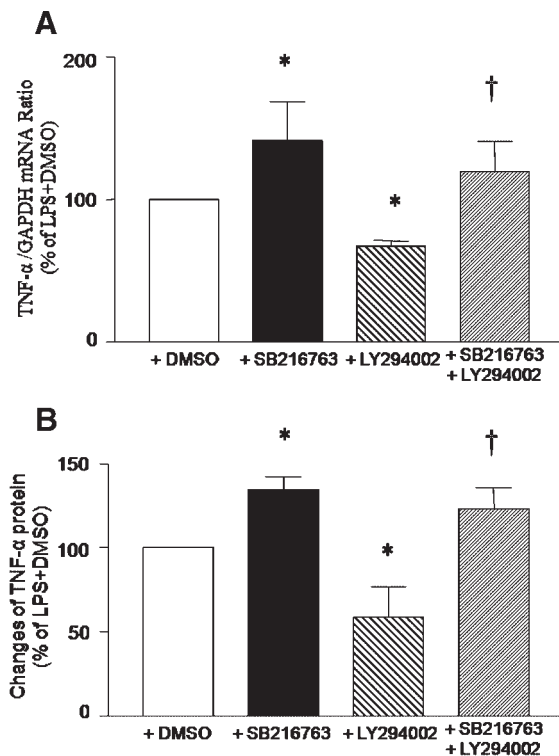 A
TNF-α /GAPDH mRNA Ratio
(% of LPS+DMSO)
200
100
0
*
*
†
+ DMSO
+ SB216763
+ LY294002
+ SB216763
+ LY294002
B
Changes of TNF-α protein
(% of LPS+DMSO)
150
100
50
0
*
*
†
+ DMSO
+ SB216763
+ LY294002
+ SB216763
+ LY294002